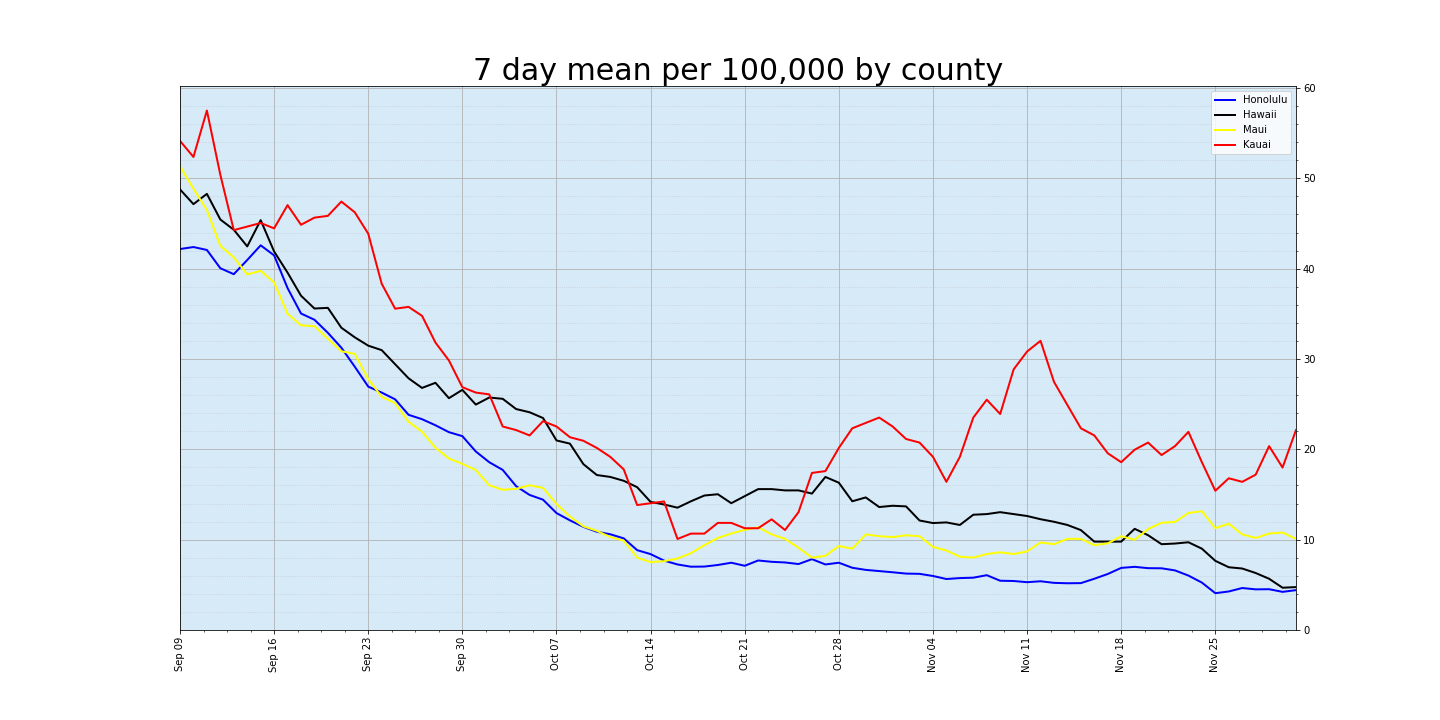 7 day mean per 100,000 by county
Honolulu
Hawaii
Maui
Kauai
60
50
40
30
20
10
0
Sep 09
Sep 16
Sep 23
Sep 30
Oct 07
Oct 14
Oct 21
Oct 28
Nov 04
Nov 11
Nov 18
Nov 25